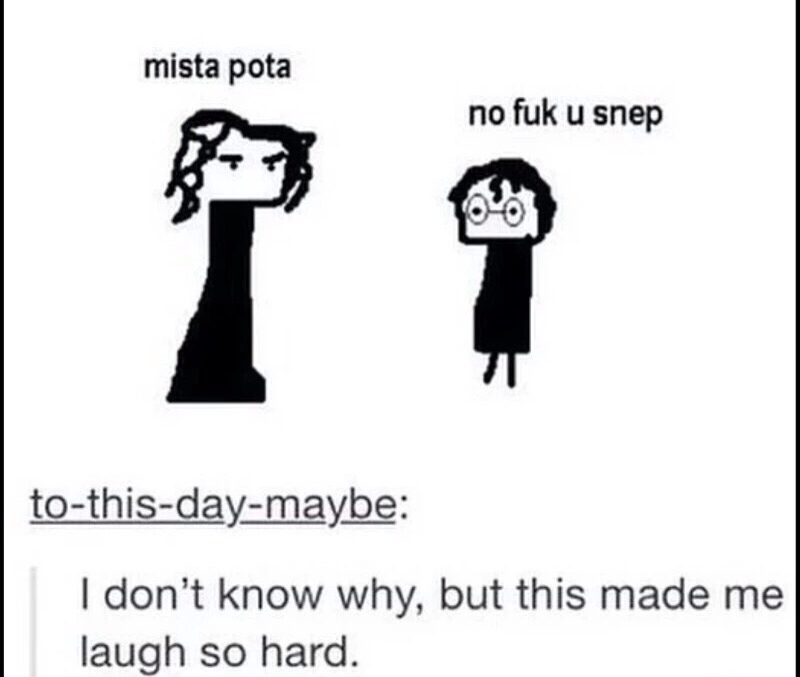 mista pota
no fuk u snep
to-this-day-maybe:
I don't know why, but this made me
laugh so hard.